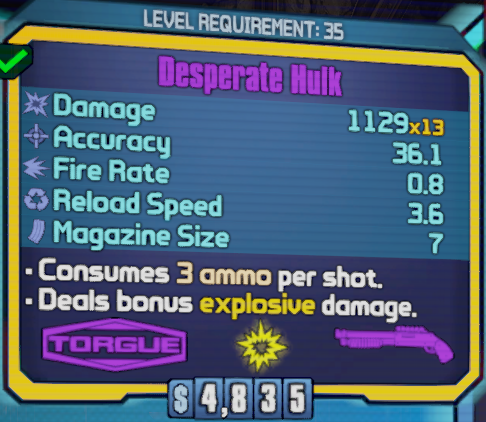 LEVEL REQUIREMENT: 35
Desperate Hulk
Damage 1129x13
Accuracy 36.1
Fire Rate 0.8
Reload Speed 3.6
Magazine Size 7
• Consumes 3 ammo per shot.
• Deals bonus explosive damage.
TORGUE
$ 4,835